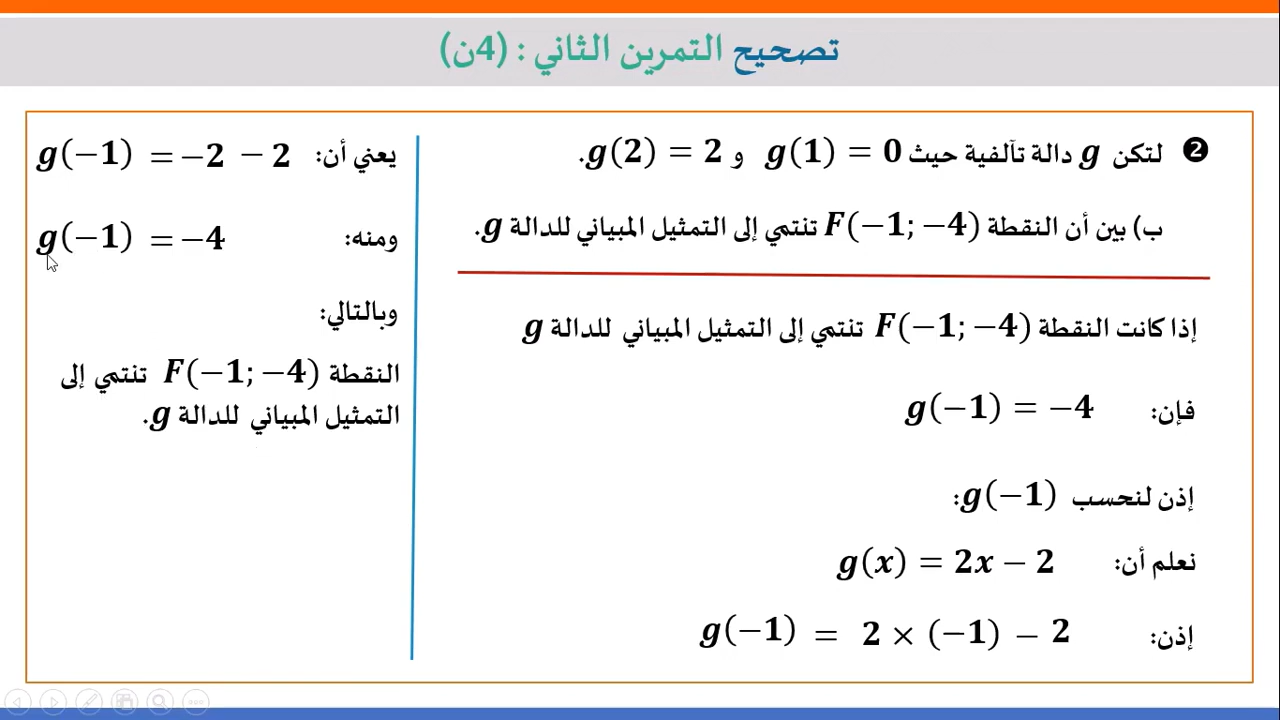 تصحيح التمرين الثاني : (4ن)
❷ لتكن g دالة تآلفية حيث g(1) = 0 و g(2) = 2.
ب) بين أن النقطة F(−1; −4) تنتمي إلى التمثيل المبياني للدالة g.
إذا كانت النقطة F(−1; −4) تنتمي إلى التمثيل المبياني للدالة g
فإن: g(−1) = −4
إذن لنحسب g(−1):
نعلم أن: g(x) = 2x − 2
إذن: g(−1) = 2 × (−1) − 2
يعني أن: g(−1) = −2 − 2
ومنه: g(−1) = −4
وبالتالي:
النقطة F(−1; −4) تنتمي إلى
التمثيل المبياني للدالة g.